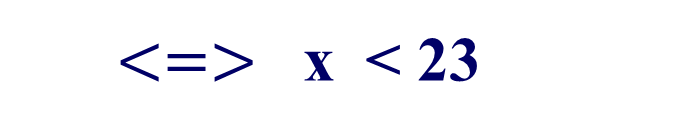 <=> x < 23